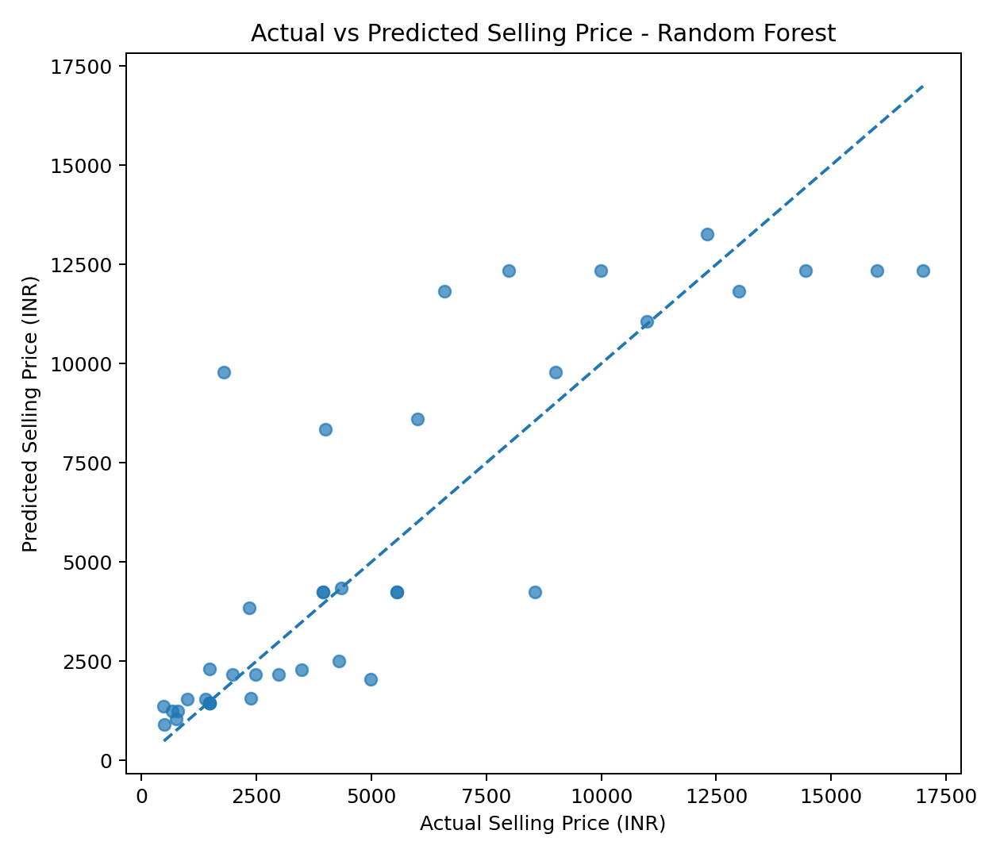 Actual vs Predicted Selling Price - Random Forest
17500
15000
12500
10000
7500
5000
2500
0
Predicted Selling Price (INR)
0 2500 5000 7500 10000 12500 15000 17500
Actual Selling Price (INR)